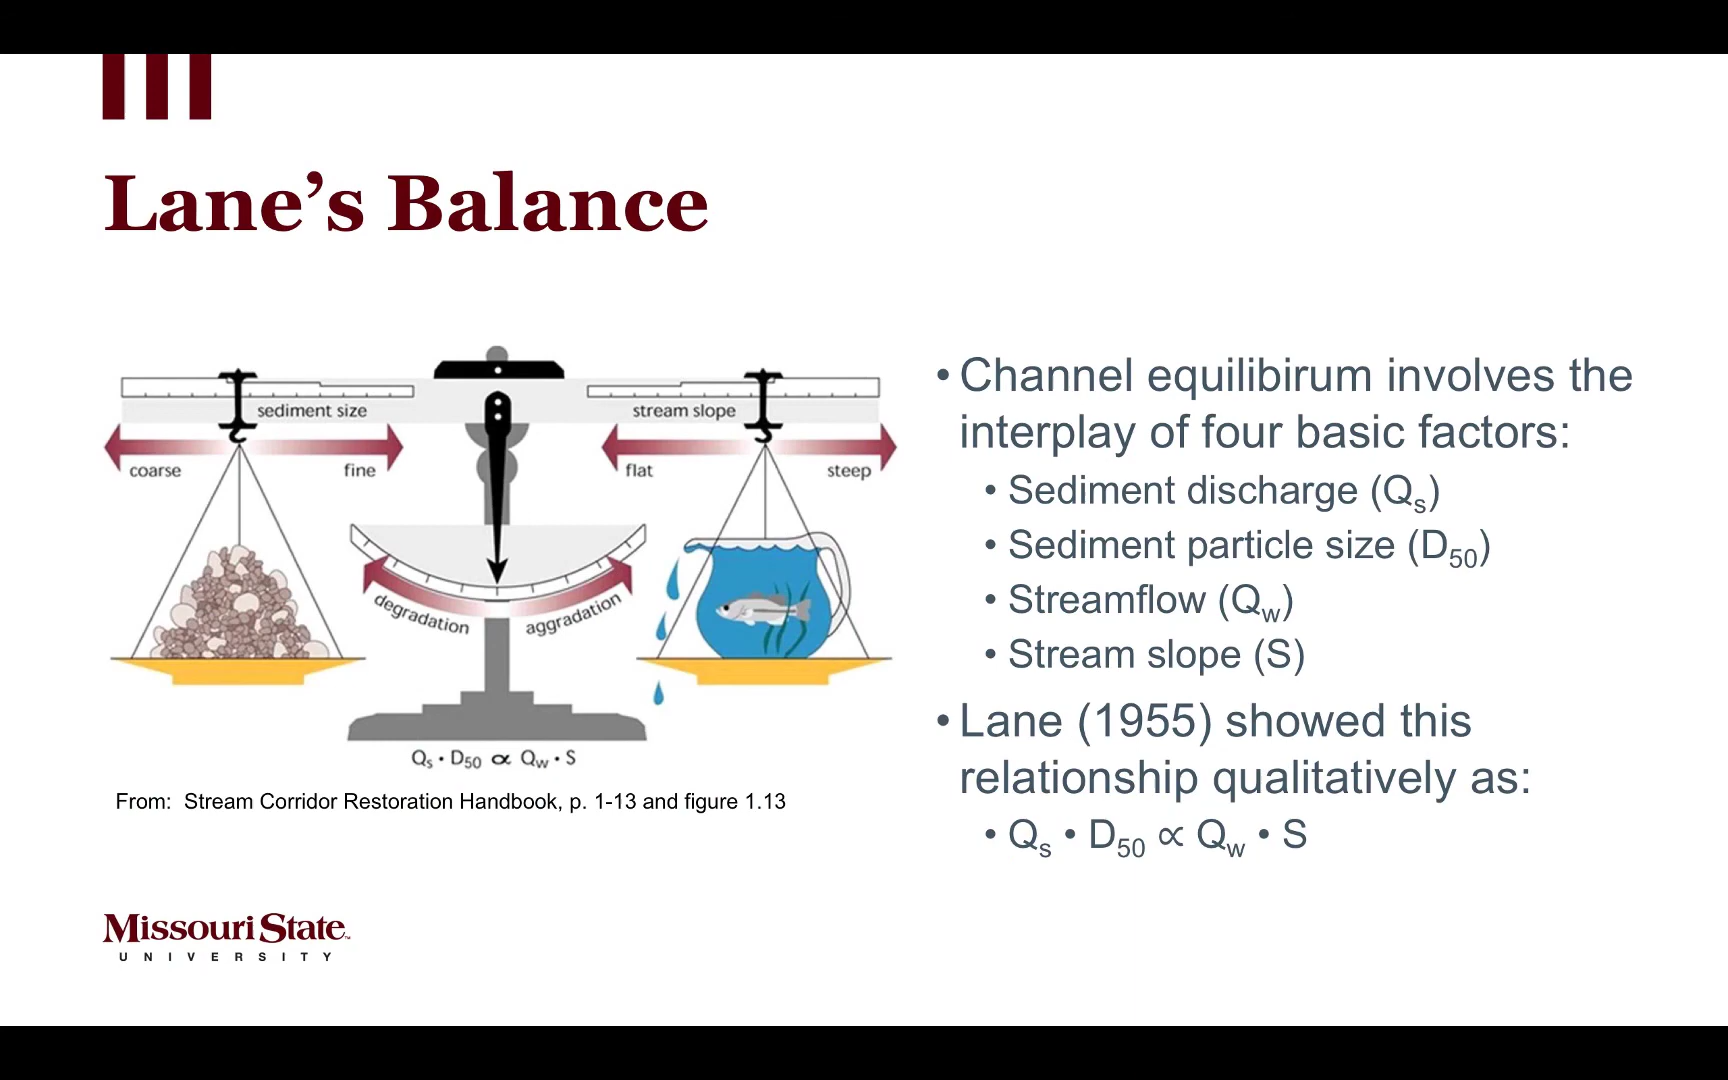 Lane’s Balance
sediment size
stream slope
coarse
fine
flat
steep
degradation
aggradation
Qs • D50 ∝ Qw • S
From: Stream Corridor Restoration Handbook, p. 1-13 and figure 1.13
• Channel equilibirum involves the
interplay of four basic factors:
• Sediment discharge (Qs)
• Sediment particle size (D50)
• Streamflow (Qw)
• Stream slope (S)
• Lane (1955) showed this
relationship qualitatively as:
• Qs • D50 ∝ Qw • S
Missouri State™
UNIVERSITY